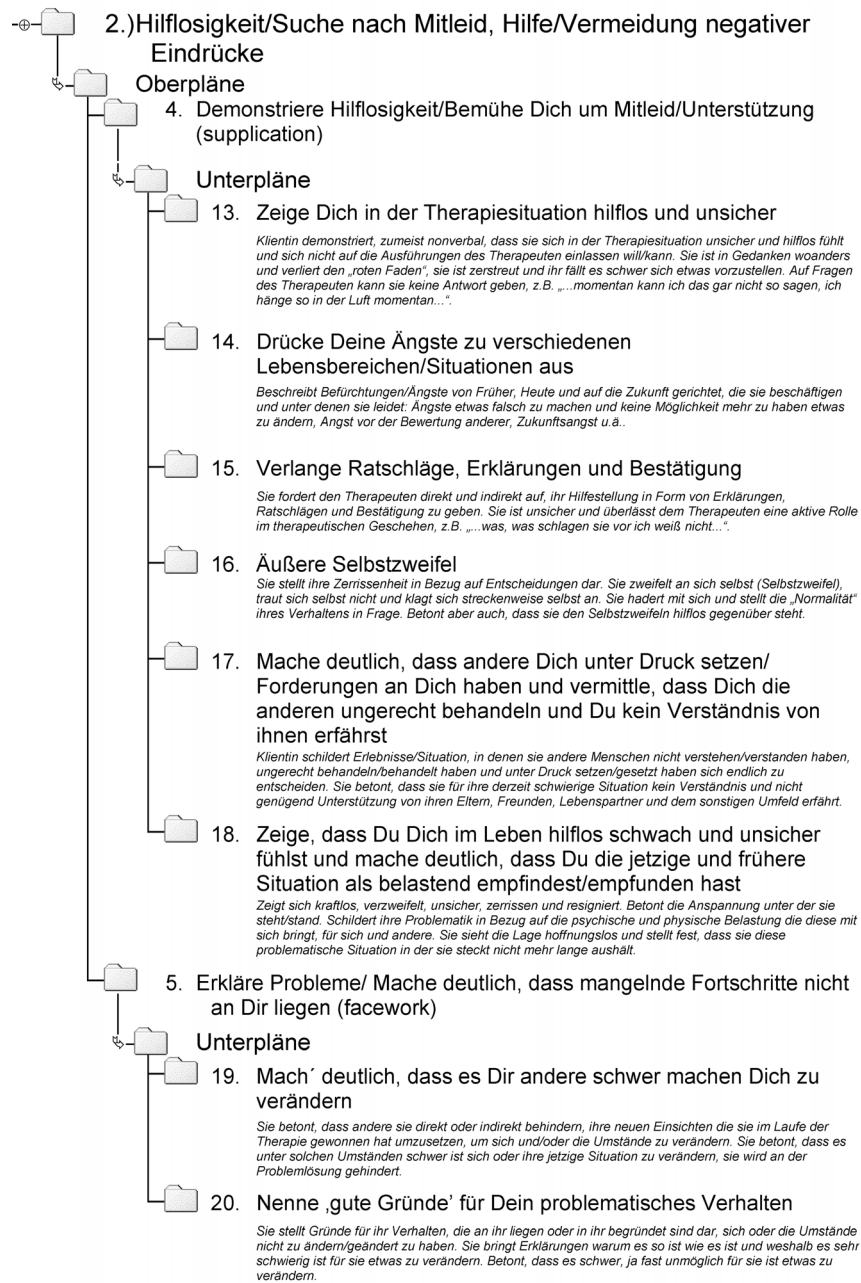 2.)Hilflosigkeit/Suche nach Mitleid, Hilfe/Vermeidung negativer
Eindrücke
Oberpläne
4. Demonstriere Hilflosigkeit/Bemühe Dich um Mitleid/Unterstützung
(supplication)
Unterpläne
13. Zeige Dich in der Therapiesituation hilflos und unsicher
Klientin demonstriert, zumeist nonverbal, dass sie sich in der Therapiesituation unsicher und hilflos fühlt
und sich nicht auf die Ausführungen des Therapeuten einlassen will/kann. Sie ist in Gedanken woanders
und verliert den „roten Faden“, sie ist zerstreut und ihr fällt es schwer sich etwas vorzustellen. Auf Fragen
des Therapeuten kann sie keine Antwort geben, z.B. „...momentan kann ich das gar nicht so sagen, ich
hänge so in der Luft momentan...“.
14. Drücke Deine Ängste zu verschiedenen
Lebensbereichen/Situationen aus
Beschreibt Befürchtungen/Ängste von Früher, Heute und auf die Zukunft gerichtet, die sie beschäftigen
und unter denen sie leidet: Ängste etwas falsch zu machen und keine Möglichkeit mehr zu haben etwas
zu ändern, Angst vor der Bewertung anderer, Zukunftsangst u.ä..
15. Verlange Ratschläge, Erklärungen und Bestätigung
Sie fordert den Therapeuten direkt und indirekt auf, ihr Hilfestellung in Form von Erklärungen,
Ratschlägen und Bestätigung zu geben. Sie ist unsicher und überlässt dem Therapeuten eine aktive Rolle
im therapeutischen Geschehen, z.B. „...was, was schlagen sie vor ich weiß nicht...“.
16. Äußere Selbstzweifel
Sie stellt ihre Zerrissenheit in Bezug auf Entscheidungen dar. Sie zweifelt an sich selbst (Selbstzweifel),
traut sich selbst nicht und klagt sich streckenweise selbst an. Sie hadert mit sich und stellt die „Normalität“
ihres Verhaltens in Frage. Betont aber auch, dass sie den Selbstzweifeln hilflos gegenüber steht.
17. Mache deutlich, dass andere Dich unter Druck setzen/
Forderungen an Dich haben und vermittle, dass Dich die
anderen ungerecht behandeln und Du kein Verständnis von
ihnen erfährst
Klientin schildert Erlebnisse/Situation, in denen sie andere Menschen nicht verstehen/verstanden haben,
ungerecht behandeln/behandelt haben und unter Druck setzen/gesetzt haben sich endlich zu
entscheiden. Sie betont, dass sie für ihre derzeit schwierige Situation kein Verständnis und nicht
genügend Unterstützung von ihren Eltern, Freunden, Lebenspartner und dem sonstigen Umfeld erfährt.
18. Zeige, dass Du Dich im Leben hilflos schwach und unsicher
fühlst und mache deutlich, dass Du die jetzige und frühere
Situation als belastend empfindest/empfunden hast
Zeigt sich kraftlos, verzweifelt, unsicher, zerrissen und resigniert. Betont die Anspannung unter der sie
steht/stand. Schildert ihre Problematik in Bezug auf die psychische und physische Belastung die diese mit
sich bringt, für sich und andere. Sie sieht die Lage hoffnungslos und stellt fest, dass sie diese
problematische Situation in der sie steckt nicht mehr lange aushält.
5. Erkläre Probleme/ Mache deutlich, dass mangelnde Fortschritte nicht
an Dir liegen (facework)
Unterpläne
19. Mach´ deutlich, dass es Dir andere schwer machen Dich zu
verändern
Sie betont, dass andere sie direkt oder indirekt behindern, ihre neuen Einsichten die sie im Laufe der
Therapie gewonnen hat umzusetzen, um sich und/oder die Umstände zu verändern. Sie betont, dass es
unter solchen Umständen schwer ist sich oder ihre jetzige Situation zu verändern, sie wird an der
Problemlösung gehindert.
20. Nenne ‚gute Gründe’ für Dein problematisches Verhalten
Sie stellt Gründe für ihr Verhalten, die an ihr liegen oder in ihr begründet sind dar, sich oder die Umstände
nicht zu ändern/geändert zu haben. Sie bringt Erklärungen warum es so ist wie es ist und weshalb es sehr
schwierig ist für sie etwas zu verändern. Betont, dass es schwer, ja fast unmöglich für sie ist etwas zu
verändern.